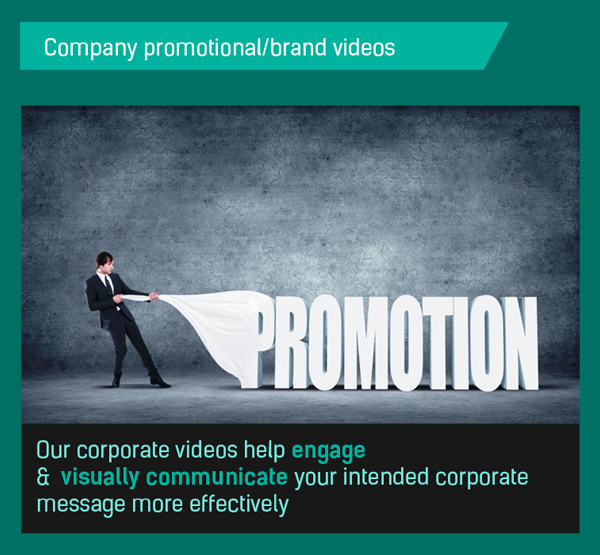 Company promotional/brand videos
PROMOTION
Our corporate videos help engage
& visually communicate your intended corporate
message more effectively